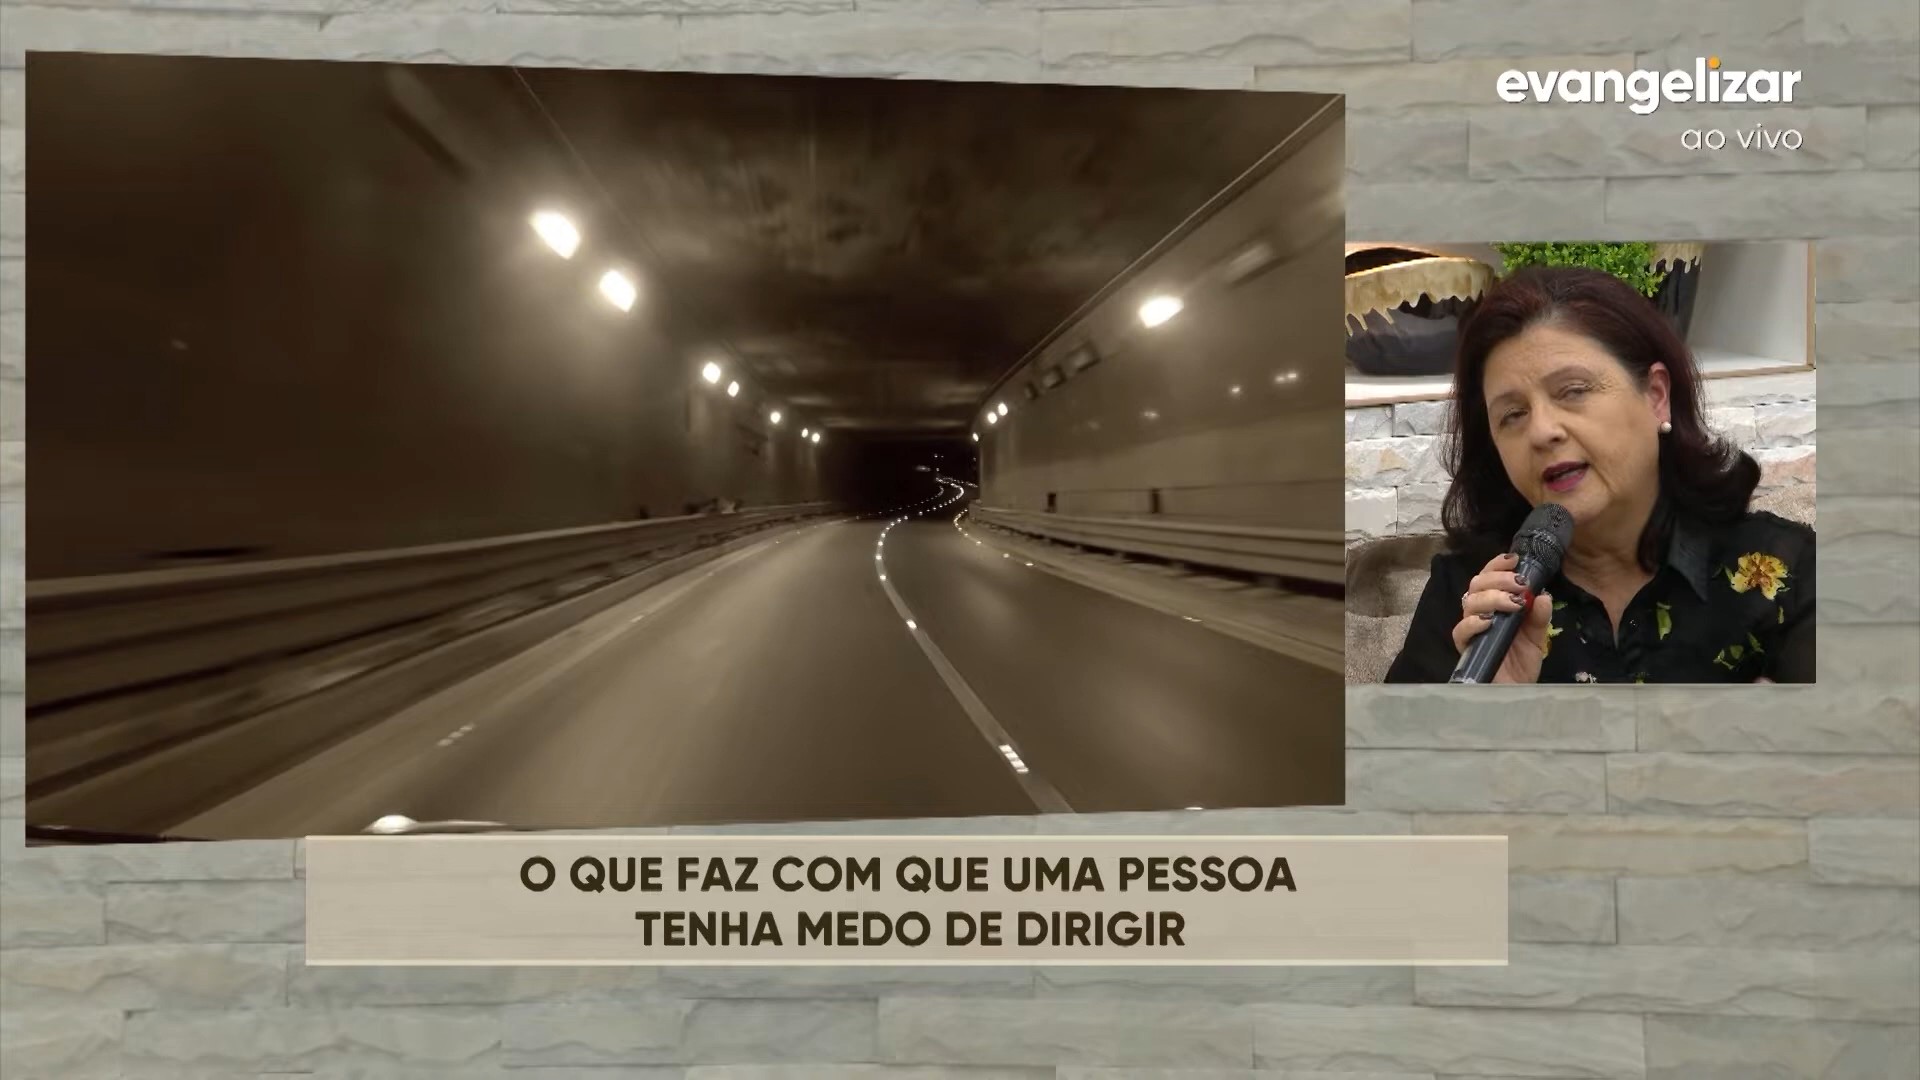 evangelizar
ao vivo
O QUE FAZ COM QUE UMA PESSOA
TENHA MEDO DE DIRIGIR